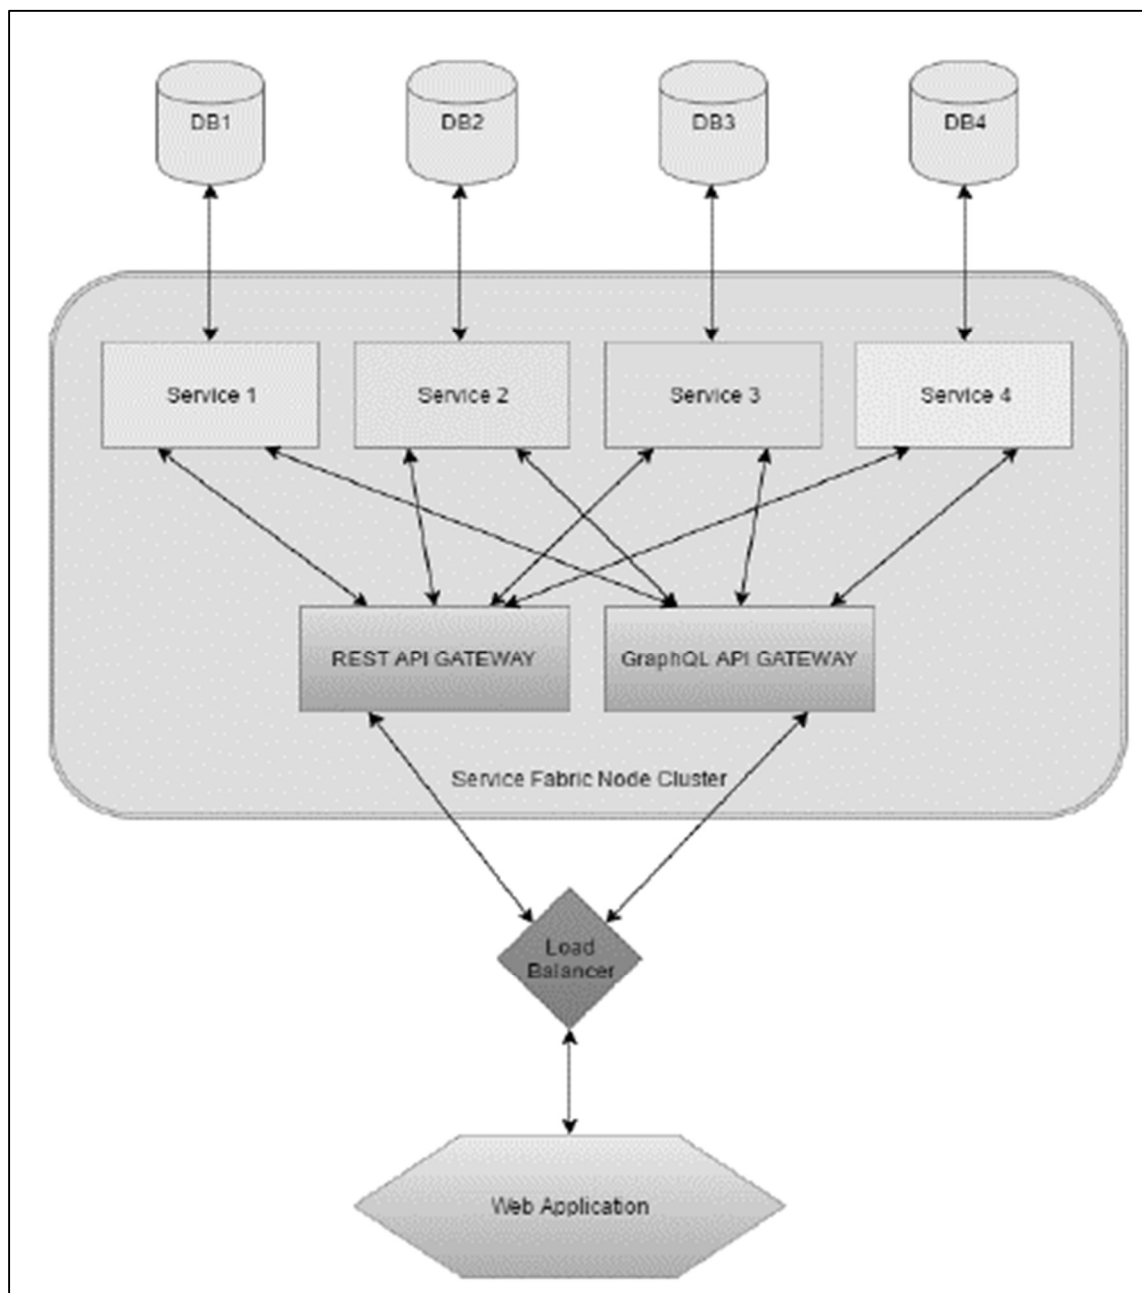 DB1
DB2
DB3
DB4
Service 1
Service 2
Service 3
Service 4
REST API GATEWAY
GraphQL API GATEWAY
Service Fabric Node Cluster
Load
Balancer
Web Application